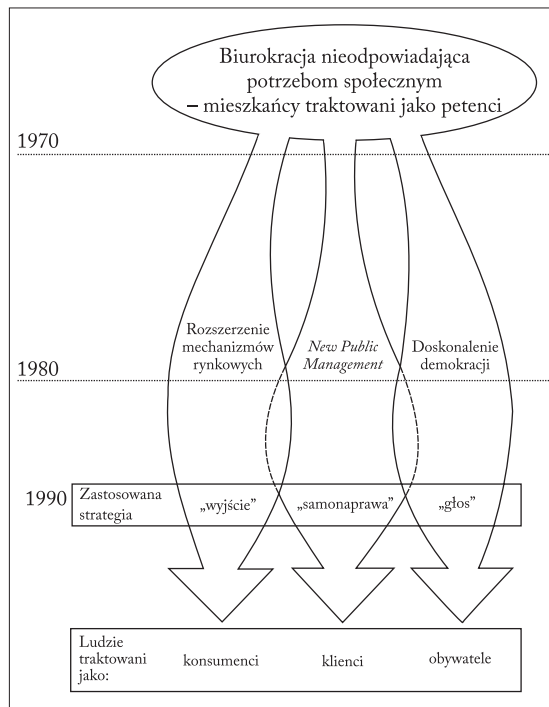 Biurokracja nieodpowiadająca
potrzebom społecznym
– mieszkańcy traktowani jako petenci
1970
Rozszerzenie
mechanizmów
rynkowych
New Public
Management
Doskonalenie
demokracji
1980
1990
Zastosowana
strategia
„wyjście”
„samonaprawa”
„głos”
Ludzie
traktowani
jako:
konsumenci
klienci
obywatele